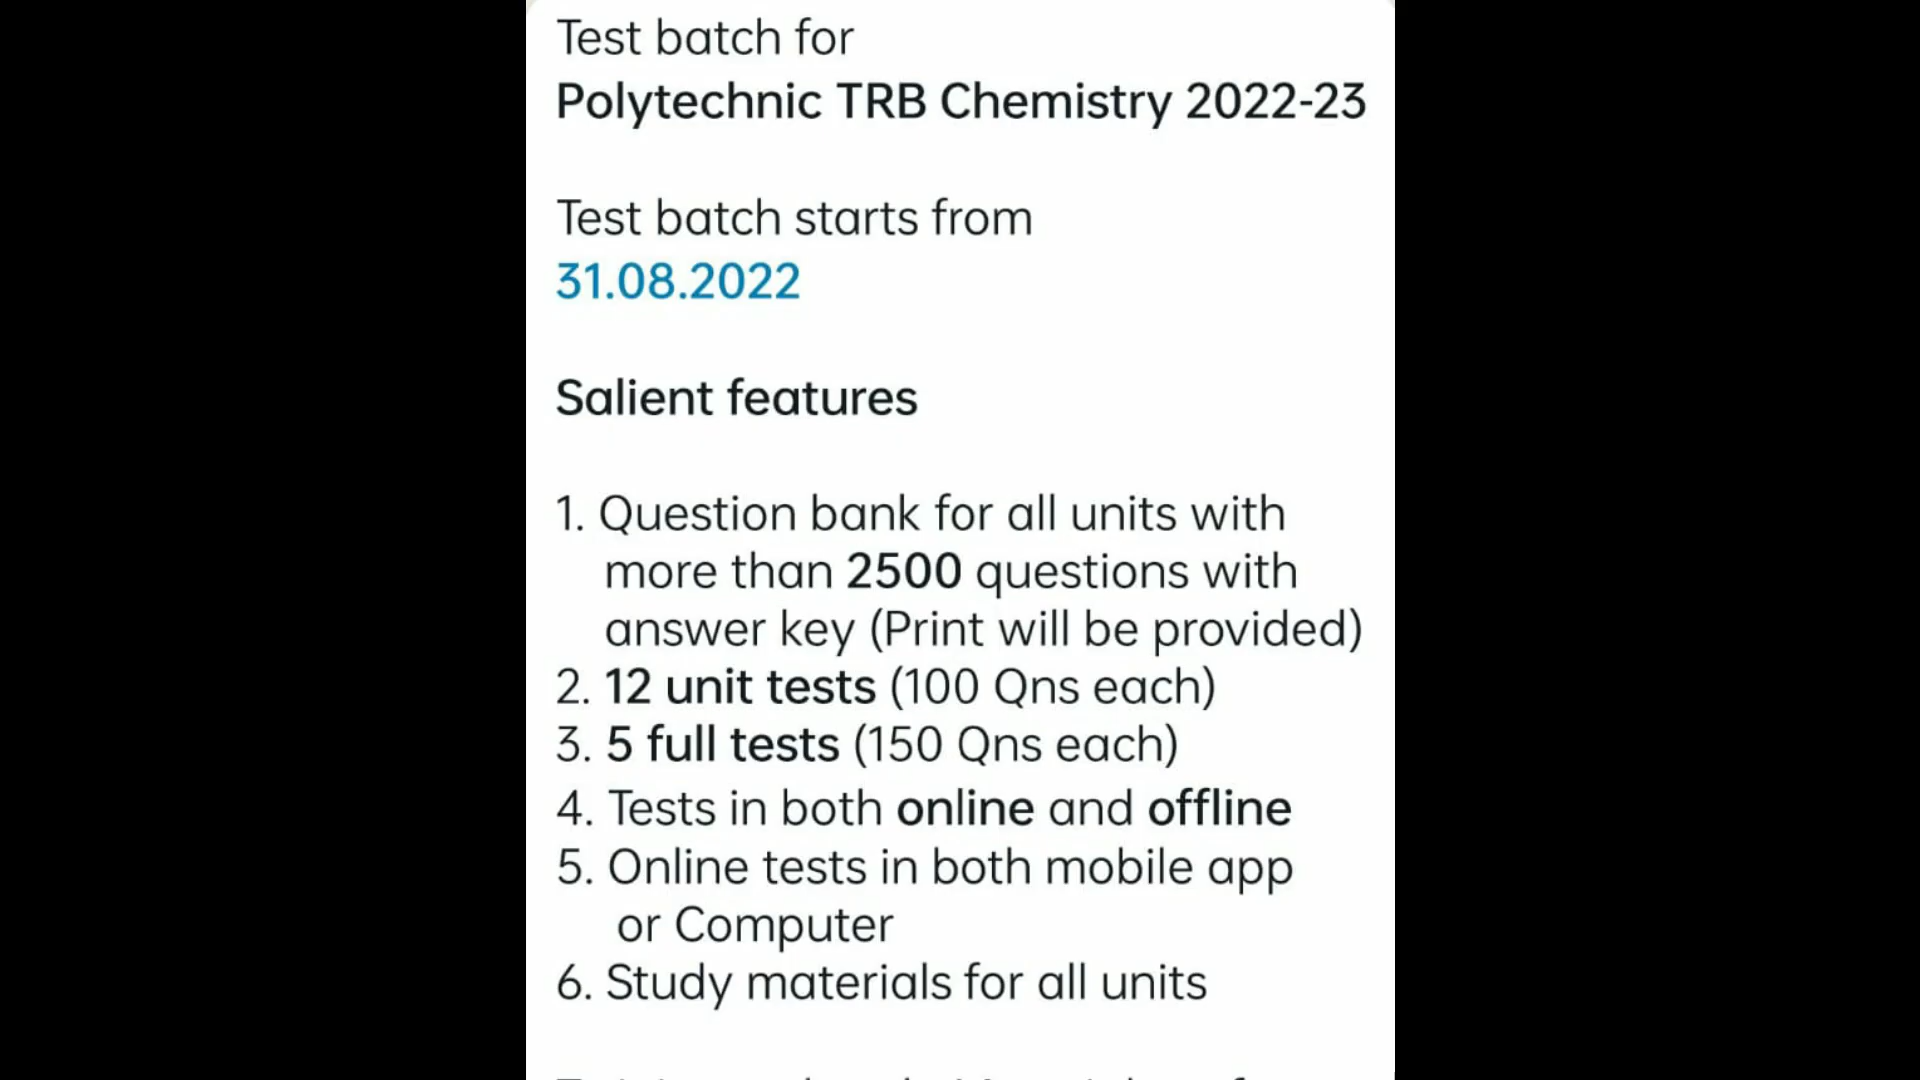 Test batch for
Polytechnic TRB Chemistry 2022-23
Test batch starts from
31.08.2022
Salient features
1. Question bank for all units with
more than 2500 questions with
answer key (Print will be provided)
2. 12 unit tests (100 Qns each)
3. 5 full tests (150 Qns each)
4. Tests in both online and offline
5. Online tests in both mobile app
or Computer
6. Study materials for all units